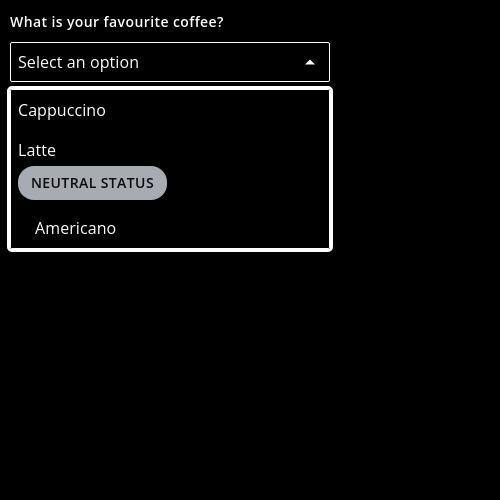 What is your favourite coffee?
Select an option
Cappuccino
Latte
NEUTRAL STATUS
Americano